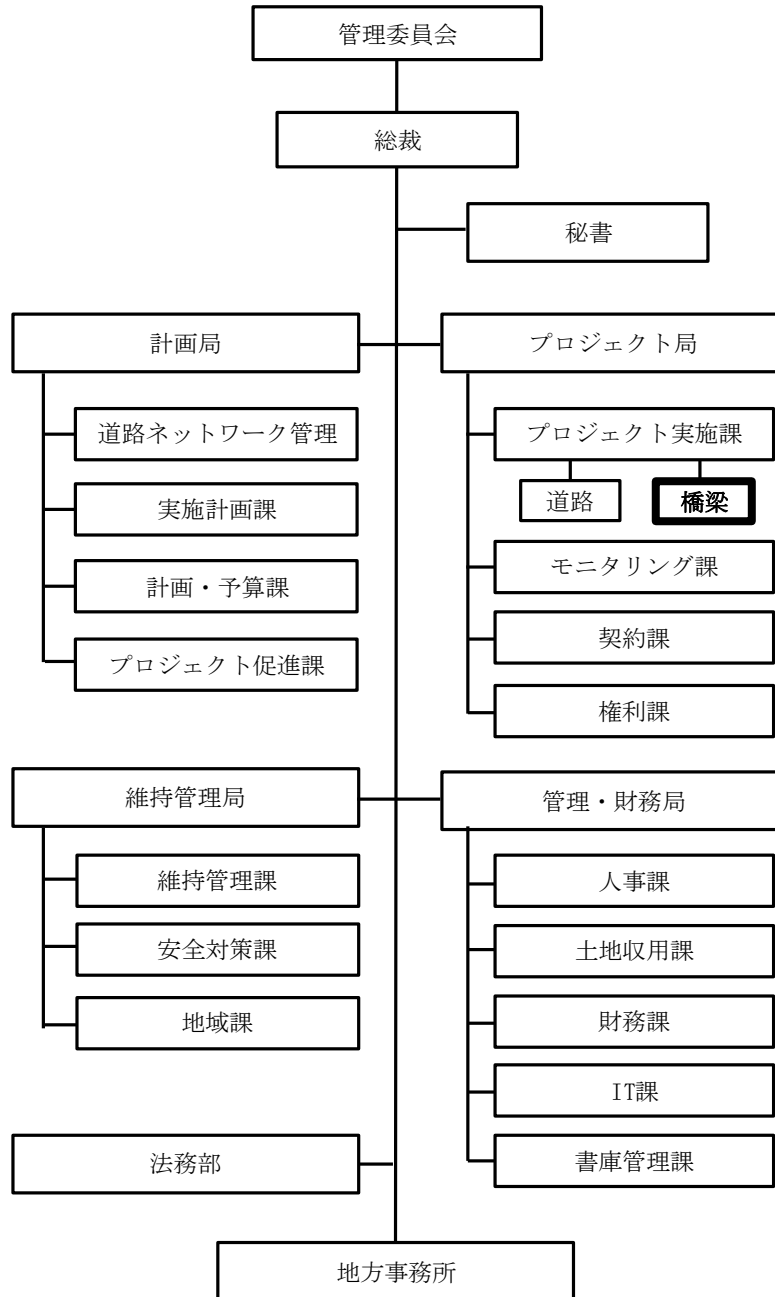 管理委員会
総裁
秘書
計画局
道路ネットワーク管理
実施計画課
計画・予算課
プロジェクト促進課
プロジェクト局
プロジェクト実施課
道路
橋梁
モニタリング課
契約課
権利課
維持管理局
維持管理課
安全対策課
地域課
管理・財務局
人事課
土地収用課
財務課
IT課
書庫管理課
法務部
地方事務所